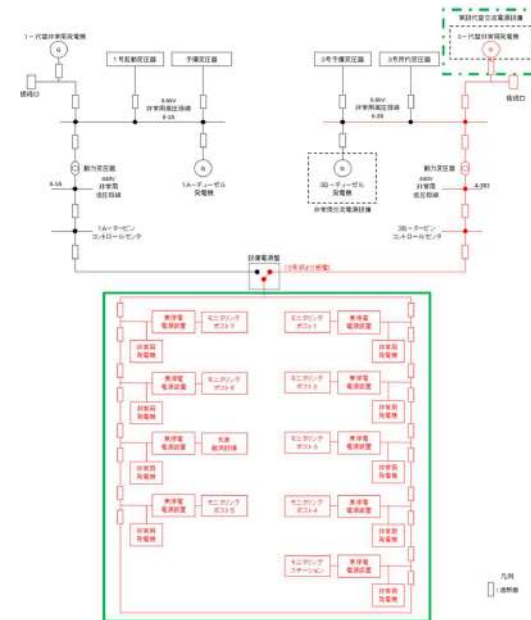 常設代替交流電源設備
1-代替非常用発電機
3-代替非常用発電機
G
G
1号起動変圧器
予備変圧器
3号予備変圧器
3号所内変圧器
接続口
接続口
6.6kV
非常用高圧母線
6-2A
6.6kV
非常用高圧母線
G
1A-ディーゼル
発電機
G
3B-ディーゼル
発電機
非常用交流電源設備
動力変圧器
440V
非常用
低圧母線
動力変圧器
440V
非常用
低圧母線
1A-タービン
コントロールセンタ
3B-タービン
コントロールセンタ
モニタリング
ポスト7
無停電
電源装置
非常用
発電機
モニタリング
ポスト1
無停電
電源装置
非常用
発電機
無停電
電源装置
モニタリング
ポスト6
非常用
発電機
モニタリング
ポスト2
無停電
電源装置
非常用
発電機
無停電
電源装置
非常用
発電機
モニタリング
ポスト3
無停電
電源装置
非常用
発電機
無停電
電源装置
モニタリング
ポスト5
非常用
発電機
モニタリング
ポスト4
無停電
電源装置
非常用
発電機
モニタリング
ステーション
無停電
電源装置
非常用
発電機
凡例
:遮断器